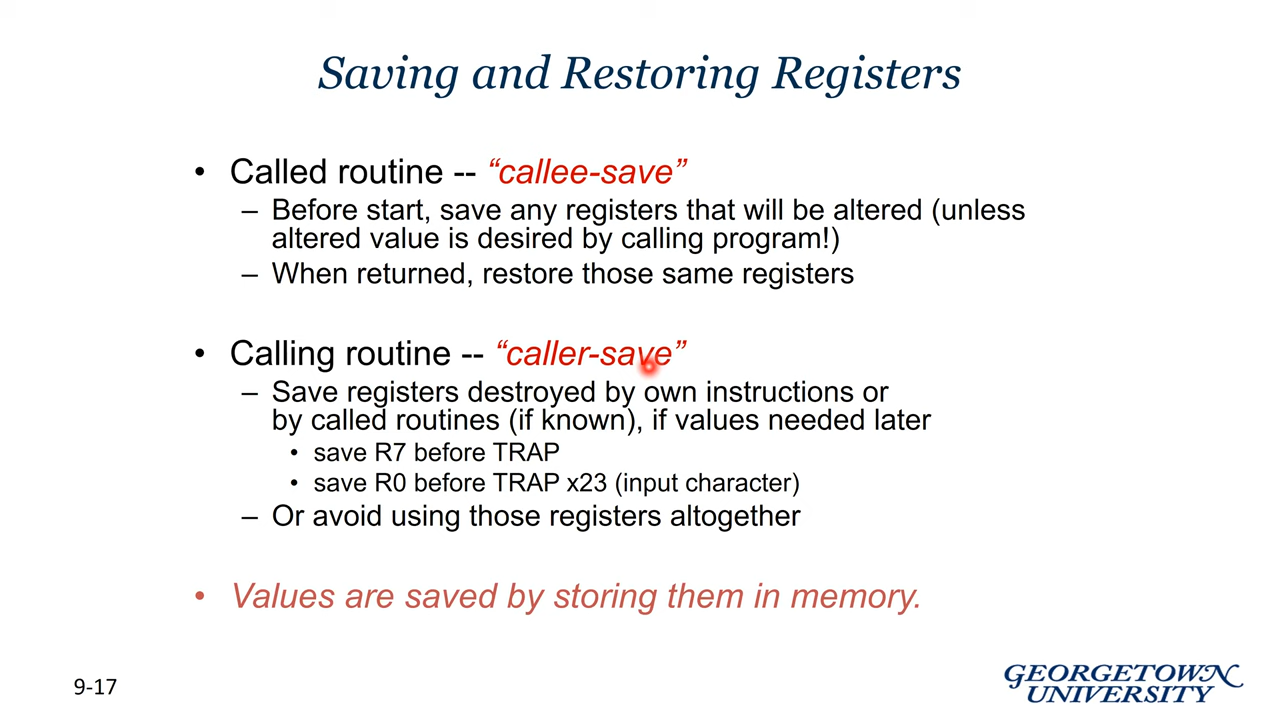 Saving and Restoring Registers
• Called routine -- “callee-save”
– Before start, save any registers that will be altered (unless
altered value is desired by calling program!)
– When returned, restore those same registers
• Calling routine -- “caller-save”
– Save registers destroyed by own instructions or
by called routines (if known), if values needed later
• save R7 before TRAP
• save R0 before TRAP x23 (input character)
– Or avoid using those registers altogether
• Values are saved by storing them in memory.
9-17
GEORGETOWN
UNIVERSITY